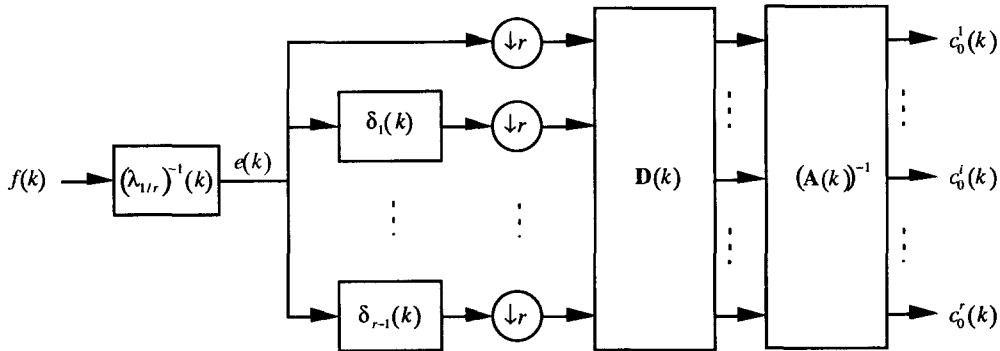 ↓r
c₀¹(k)
δ₁(k)
↓r
f(k)
(λ₁/ᵣ)⁻¹(k)
e(k)
D(k)
(A(k))⁻¹
c₀ⁱ(k)
δᵣ₋₁(k)
↓r
c₀ʳ(k)